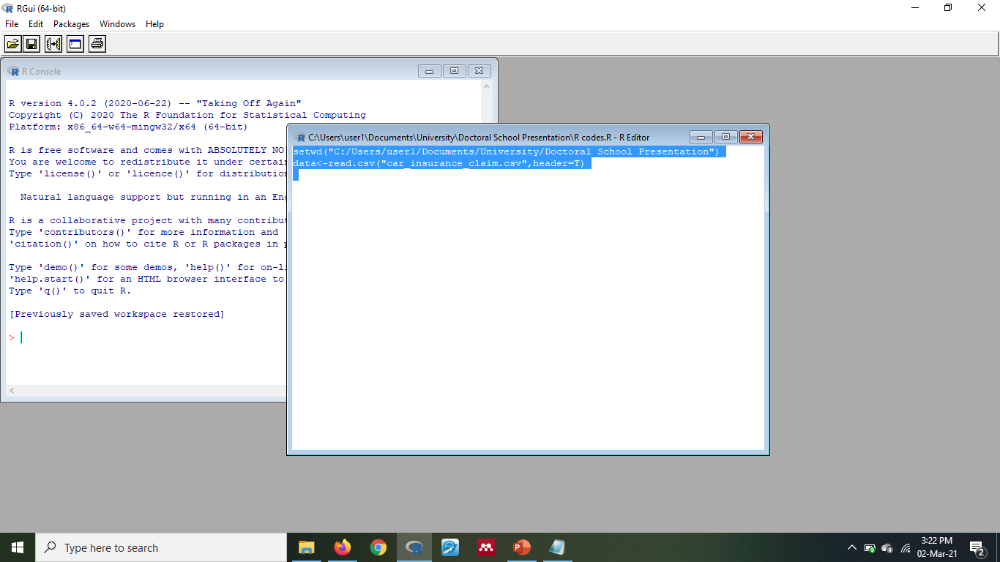 RGui (64-bit)
File Edit Packages Windows Help
R Console
R version 4.0.2 (2020-06-22) -- "Taking Off Again"
Copyright (C) 2020 The R Foundation for Statistical Computing
Platform: x86_64-w64-mingw32/x64 (64-bit)
R is free software and comes with ABSOLUTELY NO
You are welcome to redistribute it under certain
Type 'license()' or 'licence()' for distribution
Natural language support but running in an Eng
R is a collaborative project with many contribut
Type 'contributors()' for more information and
'citation()' on how to cite R or R packages in p
Type 'demo()' for some demos, 'help()' for on-li
'help.start()' for an HTML browser interface to
Type 'q()' to quit R.
[Previously saved workspace restored]
>
C:\Users\user1\Documents\University\Doctoral School Presentation\R codes.R - R Editor
setwd("C:/Users/user1/Documents/University/Doctoral School Presentation")
data<-read.csv("car_insurance_claim.csv",header=T)
Type here to search
3:22 PM
02-Mar-21
2